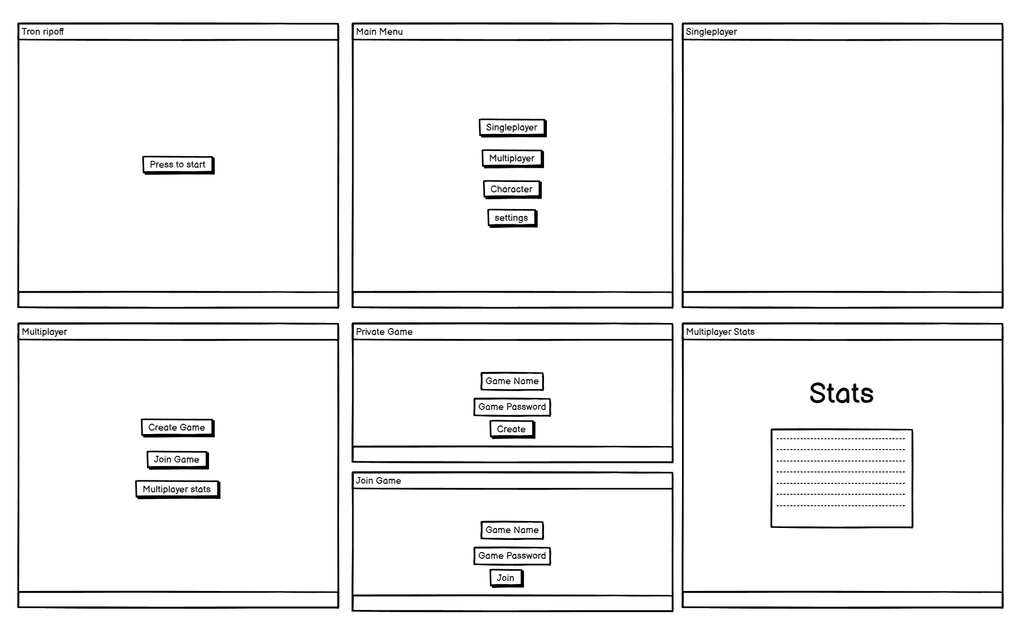 Tron ripoff
Press to start
Main Menu
Singleplayer
Multiplayer
Character
settings
Singleplayer
Multiplayer
Create Game
Join Game
Multiplayer stats
Private Game
Game Name
Game Password
Create
Join Game
Game Name
Game Password
Join
Multiplayer Stats
Stats